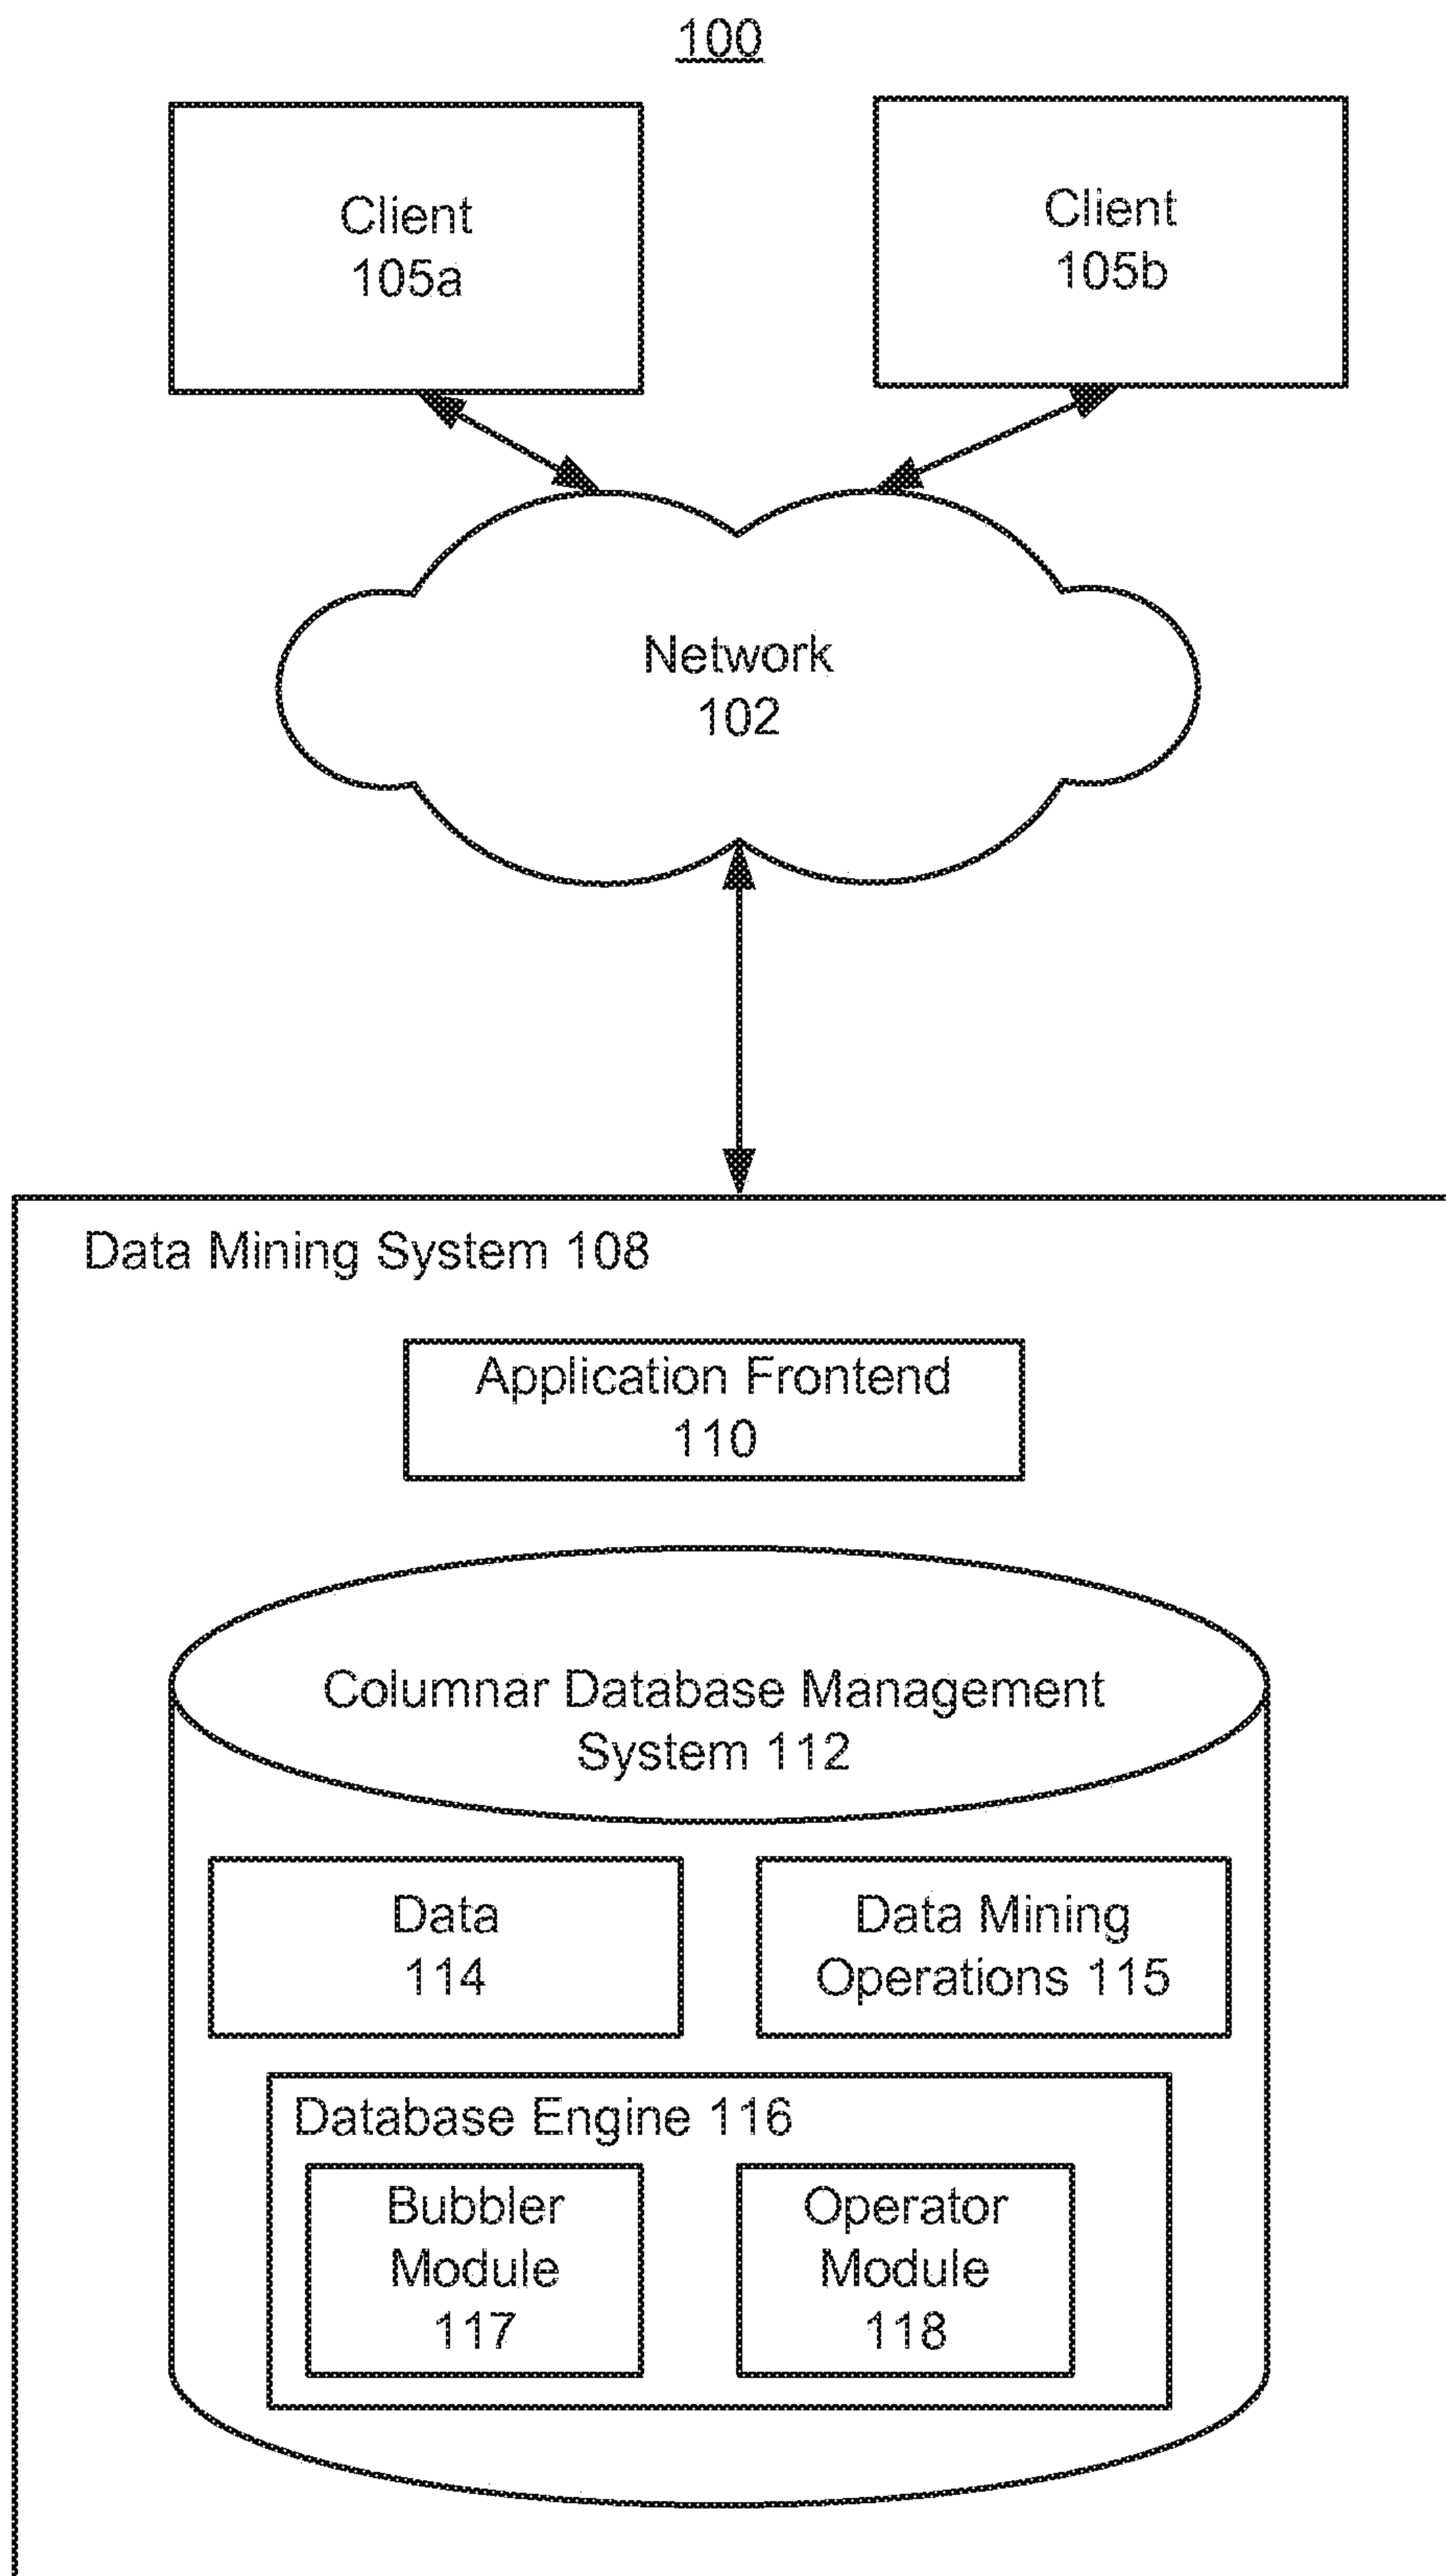 100
Client
105a
Client
105b
Network
102
Data Mining System 108
Application Frontend
110
Columnar Database Management
System 112
Data
114
Data Mining
Operations 115
Database Engine 116
Bubbler
Module
117
Operator
Module
118